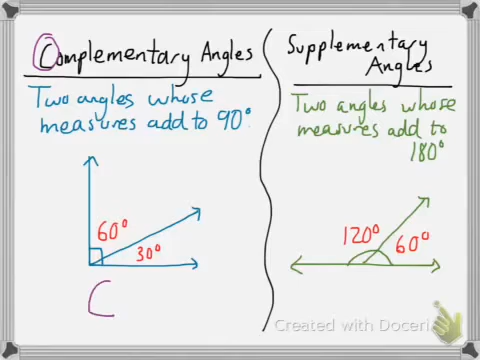 Complementary Angles
Two angles whose
measures add to 90°
60°
30°
C
Supplementary
Angles
Two angles whose
measures add to
180°
120°
60°
Created with Doceri